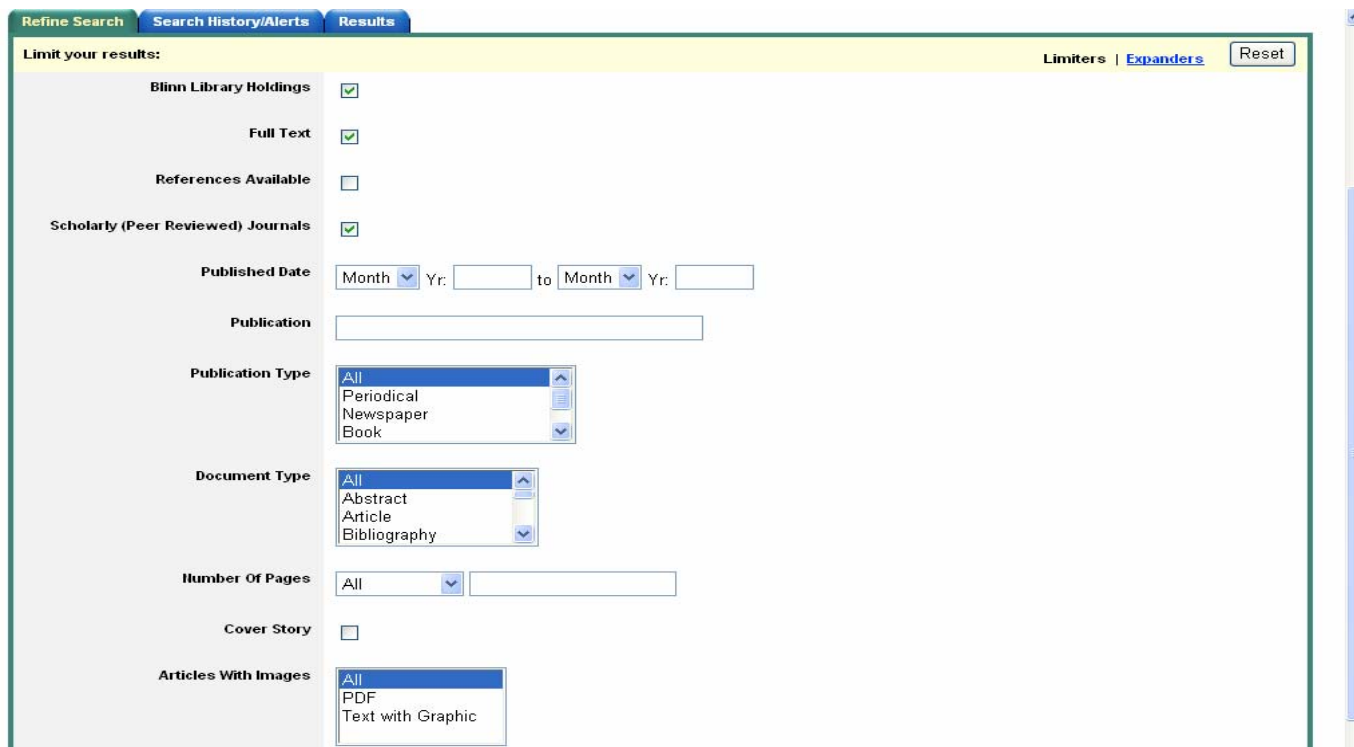 Refine Search Search History/Alerts Results
Limit your results: Limiters | Expanders Reset
Blinn Library Holdings
Full Text
References Available
Scholarly (Peer Reviewed) Journals
Published Date Month Yr: to Month Yr:
Publication
Publication Type All
Periodical
Newspaper
Book
Document Type All
Abstract
Article
Bibliography
Number Of Pages All
Cover Story
Articles With Images All
PDF
Text with Graphic